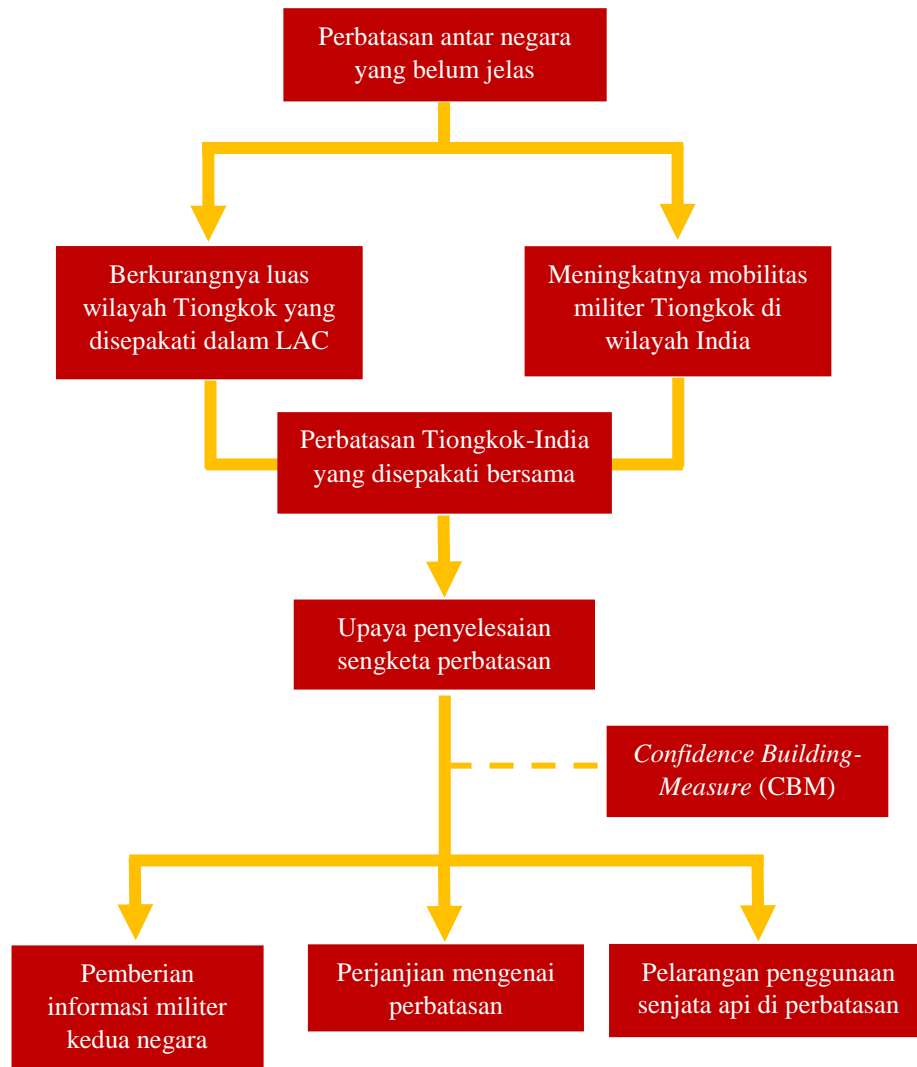 Perbatasan antar negara
yang belum jelas
Berkurangnya luas
wilayah Tiongkok yang
disepakati dalam LAC
Meningkatnya mobilitas
militer Tiongkok di
wilayah India
Perbatasan Tiongkok-India
yang disepakati bersama
Upaya penyelesaian
sengketa perbatasan
Confidence Building-
Measure (CBM)
Pemberian
informasi militer
kedua negara
Perjanjian mengenai
perbatasan
Pelarangan penggunaan
senjata api di perbatasan